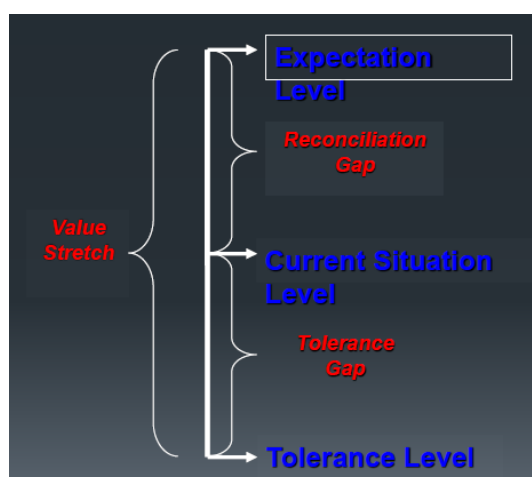 Expectation
Level
Reconciliation
Gap
Value
Stretch
Current Situation
Level
Tolerance
Gap
Tolerance Level